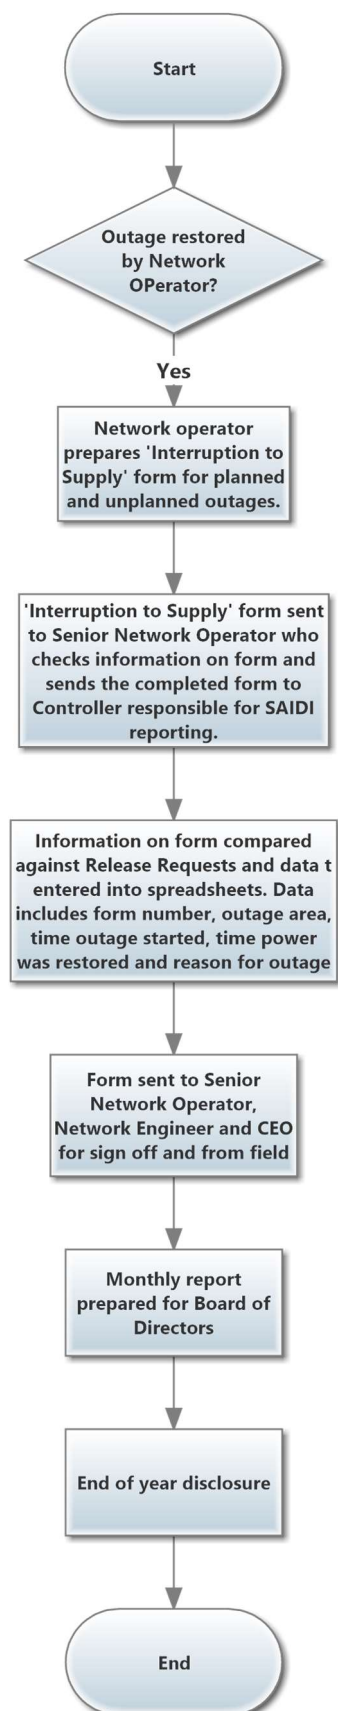 Start
Outage restored
by Network
OPerator?
Yes
Network operator
prepares 'Interruption to
Supply' form for planned
and unplanned outages.
'Interruption to Supply' form sent
to Senior Network Operator who
checks information on form and
sends the completed form to
Controller responsible for SAIDI
reporting.
Information on form compared
against Release Requests and data t
entered into spreadsheets. Data
includes form number, outage area,
time outage started, time power
was restored and reason for outage
Form sent to Senior
Network Operator,
Network Engineer and CEO
for sign off and from field
Monthly report
prepared for Board of
Directors
End of year disclosure
End